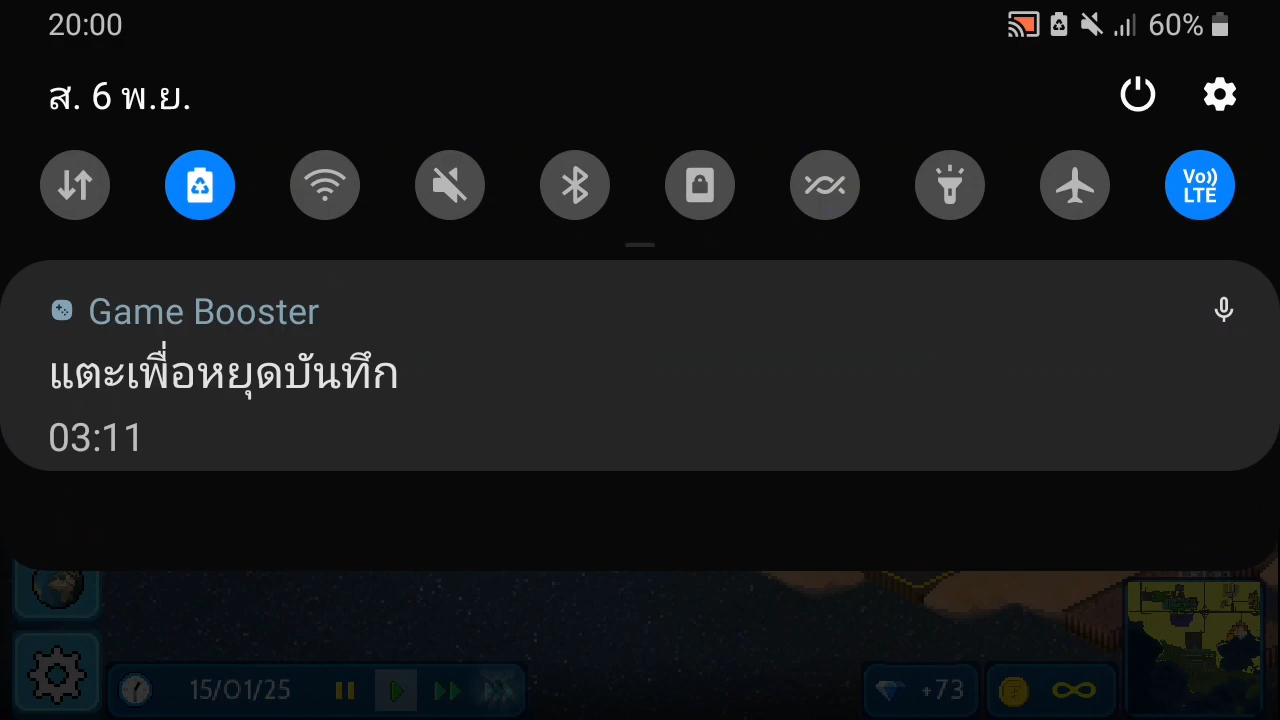 20:00
60%
ส. 6 พ.ย.
Vo))
LTE
Game Booster
แตะเพื่อหยุดบันทึก
03:11
15/01/25
+73